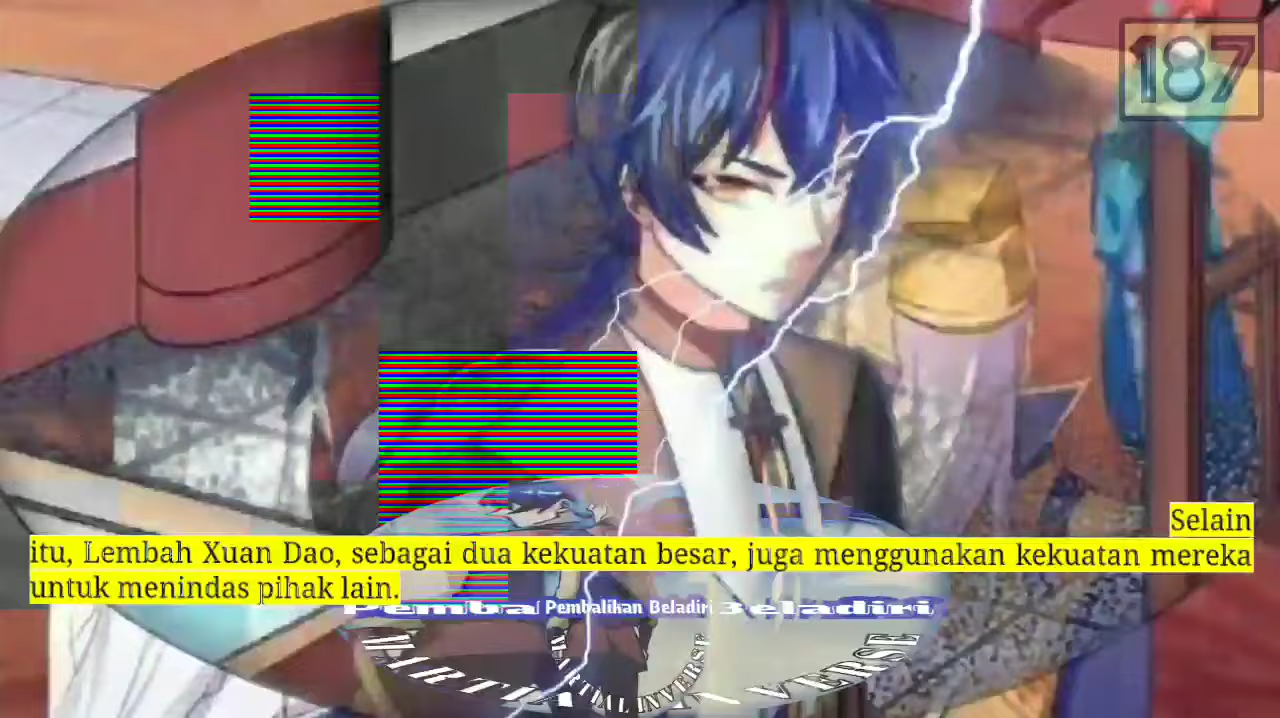 187
Selain
itu, Lembah Xuan Dao, sebagai dua kekuatan besar, juga menggunakan kekuatan mereka
untuk menindas pihak lain.
Pembalikan Beladiri
MARTIAL INVERSE